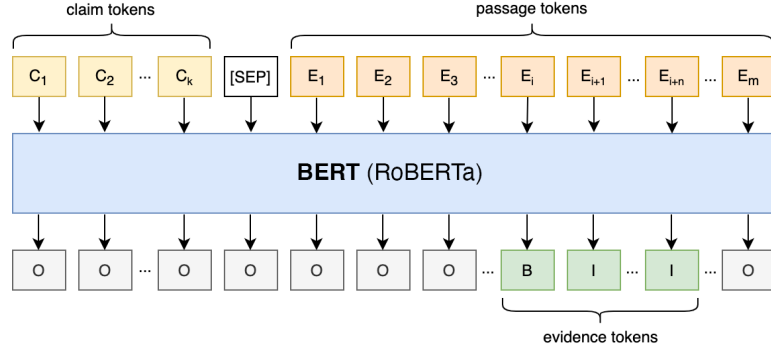 claim tokens
passage tokens
C1 C2 ... Ck [SEP] E1 E2 E3 ... Ei Ei+1 ... Ei+n ... Em
BERT (RoBERTa)
O O ... O O O O O ... B I ... I ... O
evidence tokens